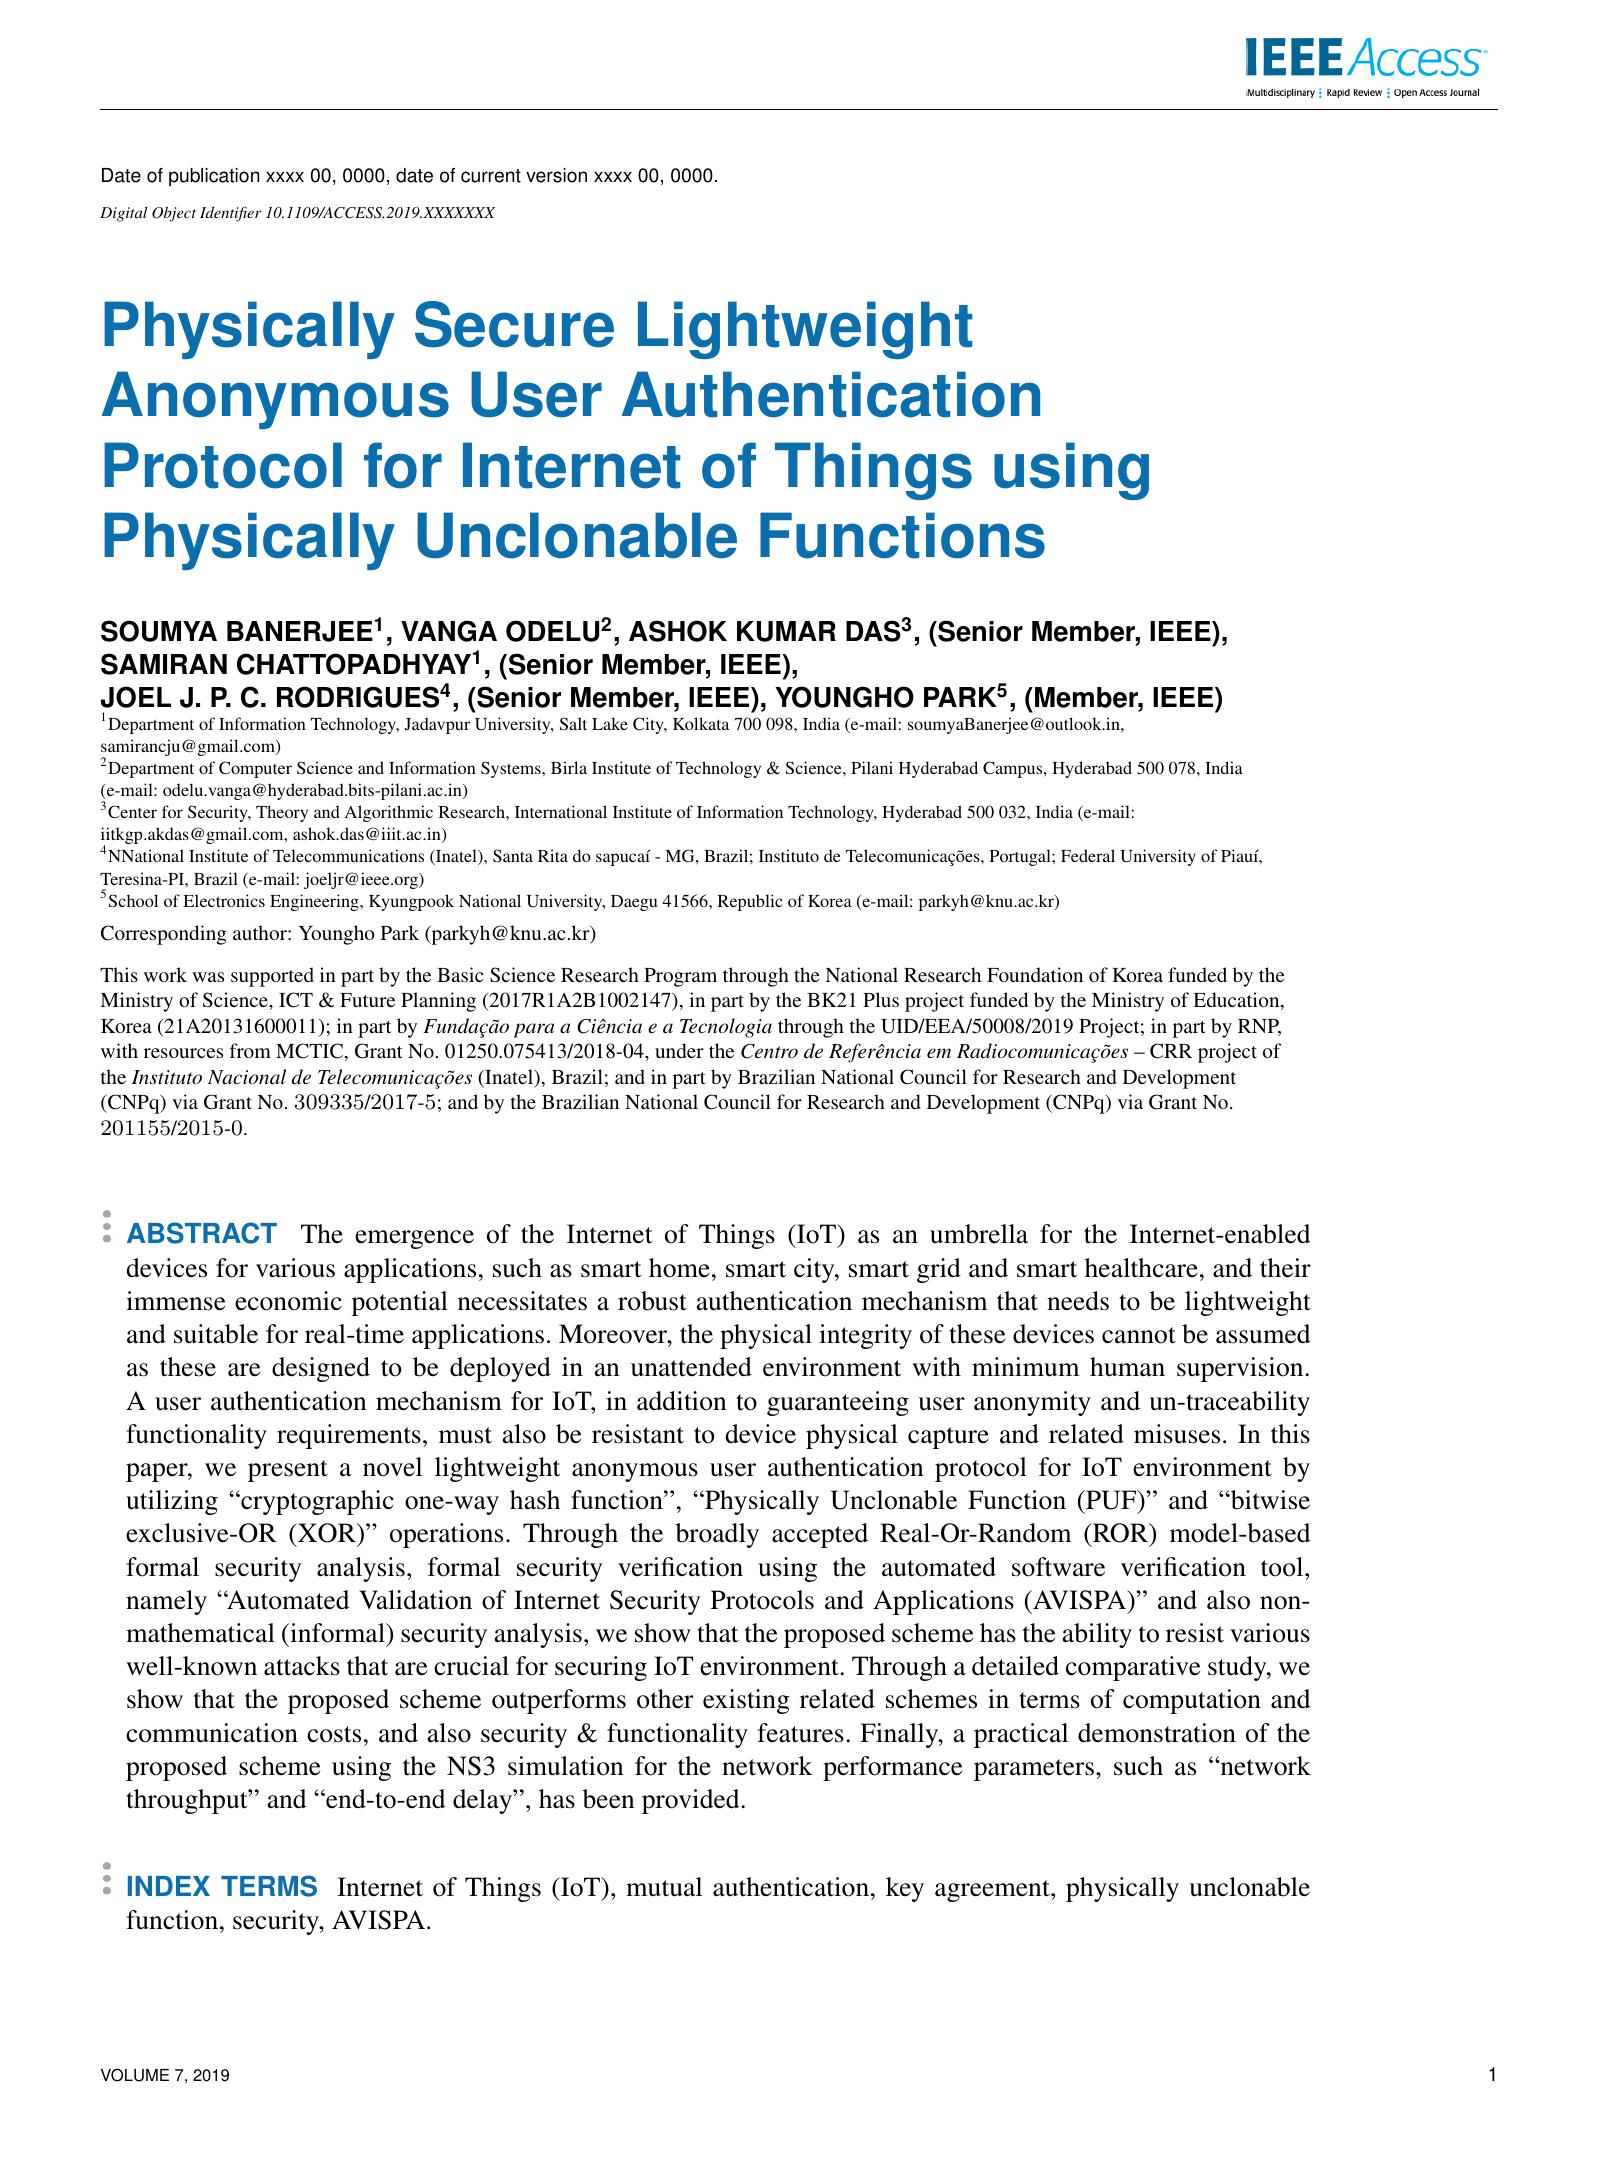 IEEE Access
Multidisciplinary Rapid Review Open Access Journal
Date of publication xxxx 00, 0000, date of current version xxxx 00, 0000.
Digital Object Identifier 10.1109/ACCESS.2019.XXXXXXX
Physically Secure Lightweight
Anonymous User Authentication
Protocol for Internet of Things using
Physically Unclonable Functions
SOUMYA BANERJEE1, VANGA ODELU2, ASHOK KUMAR DAS3, (Senior Member, IEEE),
SAMIRAN CHATTOPADHYAY1, (Senior Member, IEEE),
JOEL J. P. C. RODRIGUES4, (Senior Member, IEEE), YOUNGHO PARK5, (Member, IEEE)
1Department of Information Technology, Jadavpur University, Salt Lake City, Kolkata 700 098, India (e-mail: soumyaBanerjee@outlook.in,
samirancju@gmail.com)
2Department of Computer Science and Information Systems, Birla Institute of Technology & Science, Pilani Hyderabad Campus, Hyderabad 500 078, India
(e-mail: odelu.vanga@hyderabad.bits-pilani.ac.in)
3Center for Security, Theory and Algorithmic Research, International Institute of Information Technology, Hyderabad 500 032, India (e-mail:
iitkgp.akdas@gmail.com, ashok.das@iiit.ac.in)
4NNational Institute of Telecommunications (Inatel), Santa Rita do sapucaí - MG, Brazil; Instituto de Telecomunicações, Portugal; Federal University of Piauí,
Teresina-PI, Brazil (e-mail: joeljr@ieee.org)
5School of Electronics Engineering, Kyungpook National University, Daegu 41566, Republic of Korea (e-mail: parkyh@knu.ac.kr)
Corresponding author: Youngho Park (parkyh@knu.ac.kr)
This work was supported in part by the Basic Science Research Program through the National Research Foundation of Korea funded by the
Ministry of Science, ICT & Future Planning (2017R1A2B1002147), in part by the BK21 Plus project funded by the Ministry of Education,
Korea (21A20131600011); in part by Fundação para a Ciência e a Tecnologia through the UID/EEA/50008/2019 Project; in part by RNP,
with resources from MCTIC, Grant No. 01250.075413/2018-04, under the Centro de Referência em Radiocomunicações – CRR project of
the Instituto Nacional de Telecomunicações (Inatel), Brazil; and in part by Brazilian National Council for Research and Development
(CNPq) via Grant No. 309335/2017-5; and by the Brazilian National Council for Research and Development (CNPq) via Grant No.
201155/2015-0.
ABSTRACT The emergence of the Internet of Things (IoT) as an umbrella for the Internet-enabled
devices for various applications, such as smart home, smart city, smart grid and smart healthcare, and their
immense economic potential necessitates a robust authentication mechanism that needs to be lightweight
and suitable for real-time applications. Moreover, the physical integrity of these devices cannot be assumed
as these are designed to be deployed in an unattended environment with minimum human supervision.
A user authentication mechanism for IoT, in addition to guaranteeing user anonymity and un-traceability
functionality requirements, must also be resistant to device physical capture and related misuses. In this
paper, we present a novel lightweight anonymous user authentication protocol for IoT environment by
utilizing “cryptographic one-way hash function”, “Physically Unclonable Function (PUF)” and “bitwise
exclusive-OR (XOR)” operations. Through the broadly accepted Real-Or-Random (ROR) model-based
formal security analysis, formal security verification using the automated software verification tool,
namely “Automated Validation of Internet Security Protocols and Applications (AVISPA)” and also non-
mathematical (informal) security analysis, we show that the proposed scheme has the ability to resist various
well-known attacks that are crucial for securing IoT environment. Through a detailed comparative study, we
show that the proposed scheme outperforms other existing related schemes in terms of computation and
communication costs, and also security & functionality features. Finally, a practical demonstration of the
proposed scheme using the NS3 simulation for the network performance parameters, such as “network
throughput” and “end-to-end delay”, has been provided.
INDEX TERMS Internet of Things (IoT), mutual authentication, key agreement, physically unclonable
function, security, AVISPA.
VOLUME 7, 2019 1